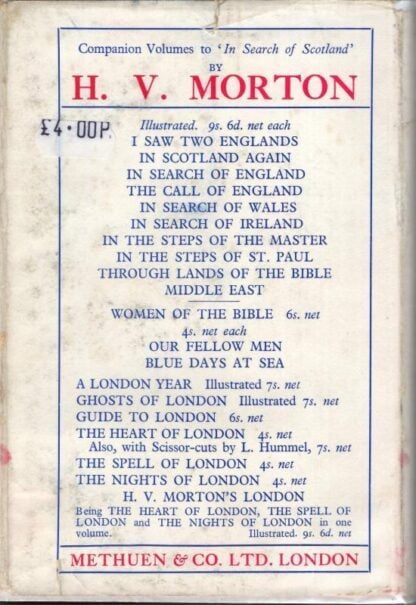 Companion Volumes to 'In Search of Scotland'
BY
H. V. MORTON
£4·00P
Illustrated. 9s. 6d. net each
I SAW TWO ENGLANDS
IN SCOTLAND AGAIN
IN SEARCH OF ENGLAND
THE CALL OF ENGLAND
IN SEARCH OF WALES
IN SEARCH OF IRELAND
IN THE STEPS OF THE MASTER
IN THE STEPS OF ST. PAUL
THROUGH LANDS OF THE BIBLE
MIDDLE EAST
WOMEN OF THE BIBLE 6s. net
4s. net each
OUR FELLOW MEN
BLUE DAYS AT SEA
A LONDON YEAR Illustrated 7s. net
GHOSTS OF LONDON Illustrated 7s. net
GUIDE TO LONDON 6s. net
THE HEART OF LONDON 4s. net
Also, with Scissor-cuts by L. Hummel, 7s. net
THE SPELL OF LONDON 4s. net
THE NIGHTS OF LONDON 4s. net
H. V. MORTON'S LONDON
Being THE HEART OF LONDON, THE SPELL OF
LONDON and THE NIGHTS OF LONDON in one
volume. Illustrated. 9s. 6d. net
METHUEN & CO. LTD. LONDON